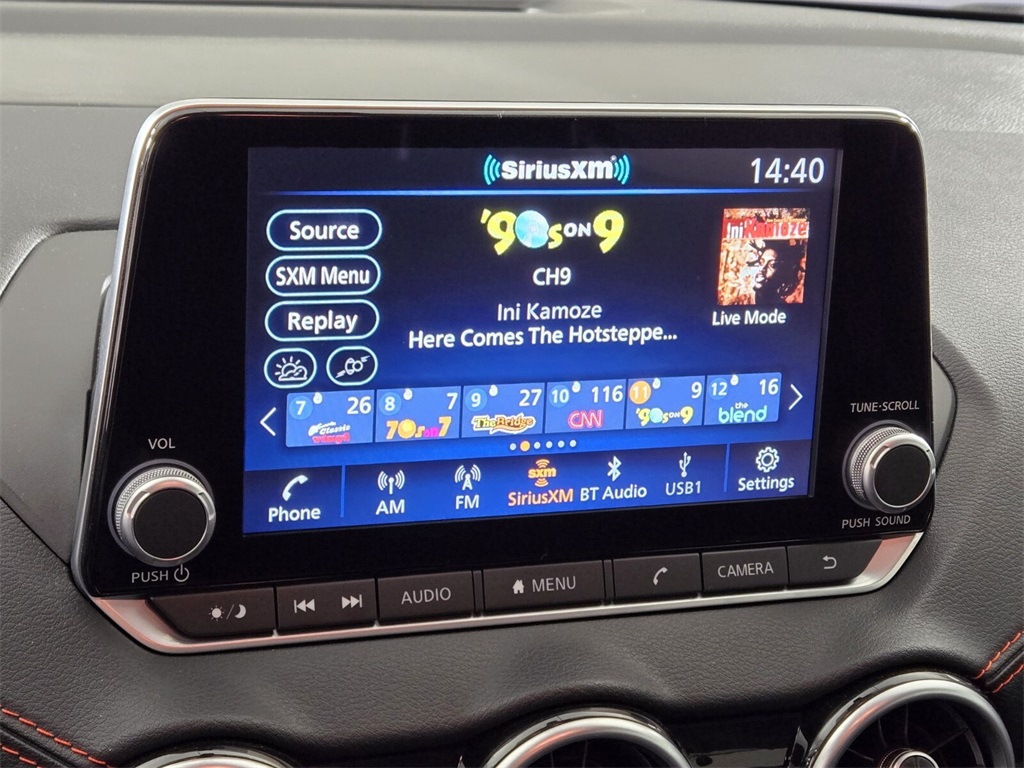 SiriusXM
14:40
Source
SXM Menu
Replay
'90s ON 9
CH9
Ini Kamoze
Here Comes The Hotsteppe...
Ini Kamoze
Live Mode
7 26
8 7
9 27
10 116
11 9
12 16
Classic vinyl
70s on 7
The Bridge
CNN
'90s ON 9
the blend
Phone
AM
FM
sxm
SiriusXM
BT Audio
USB1
Settings
VOL
PUSH
TUNE·SCROLL
PUSH SOUND
AUDIO
MENU
CAMERA